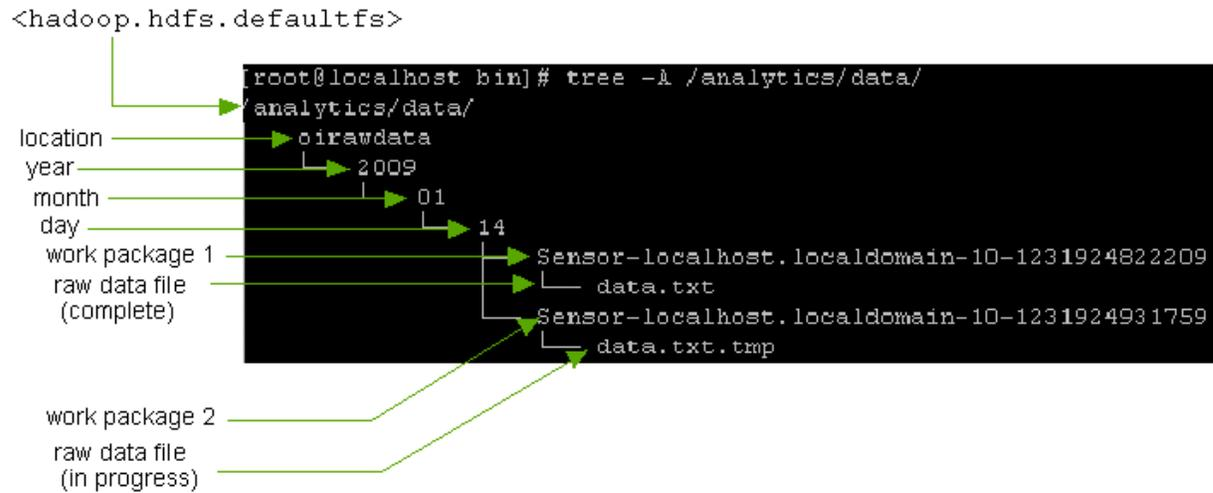 <hadoop.hdfs.defaultfs>
[root@localhost bin]# tree -A /analytics/data/
/analytics/data/
location oirawdata
year 2009
month 01
day 14
work package 1 Sensor-localhost.localdomain-10-1231924822209
raw data file data.txt
(complete)
Sensor-localhost.localdomain-10-1231924931759
data.txt.tmp
work package 2
raw data file
(in progress)